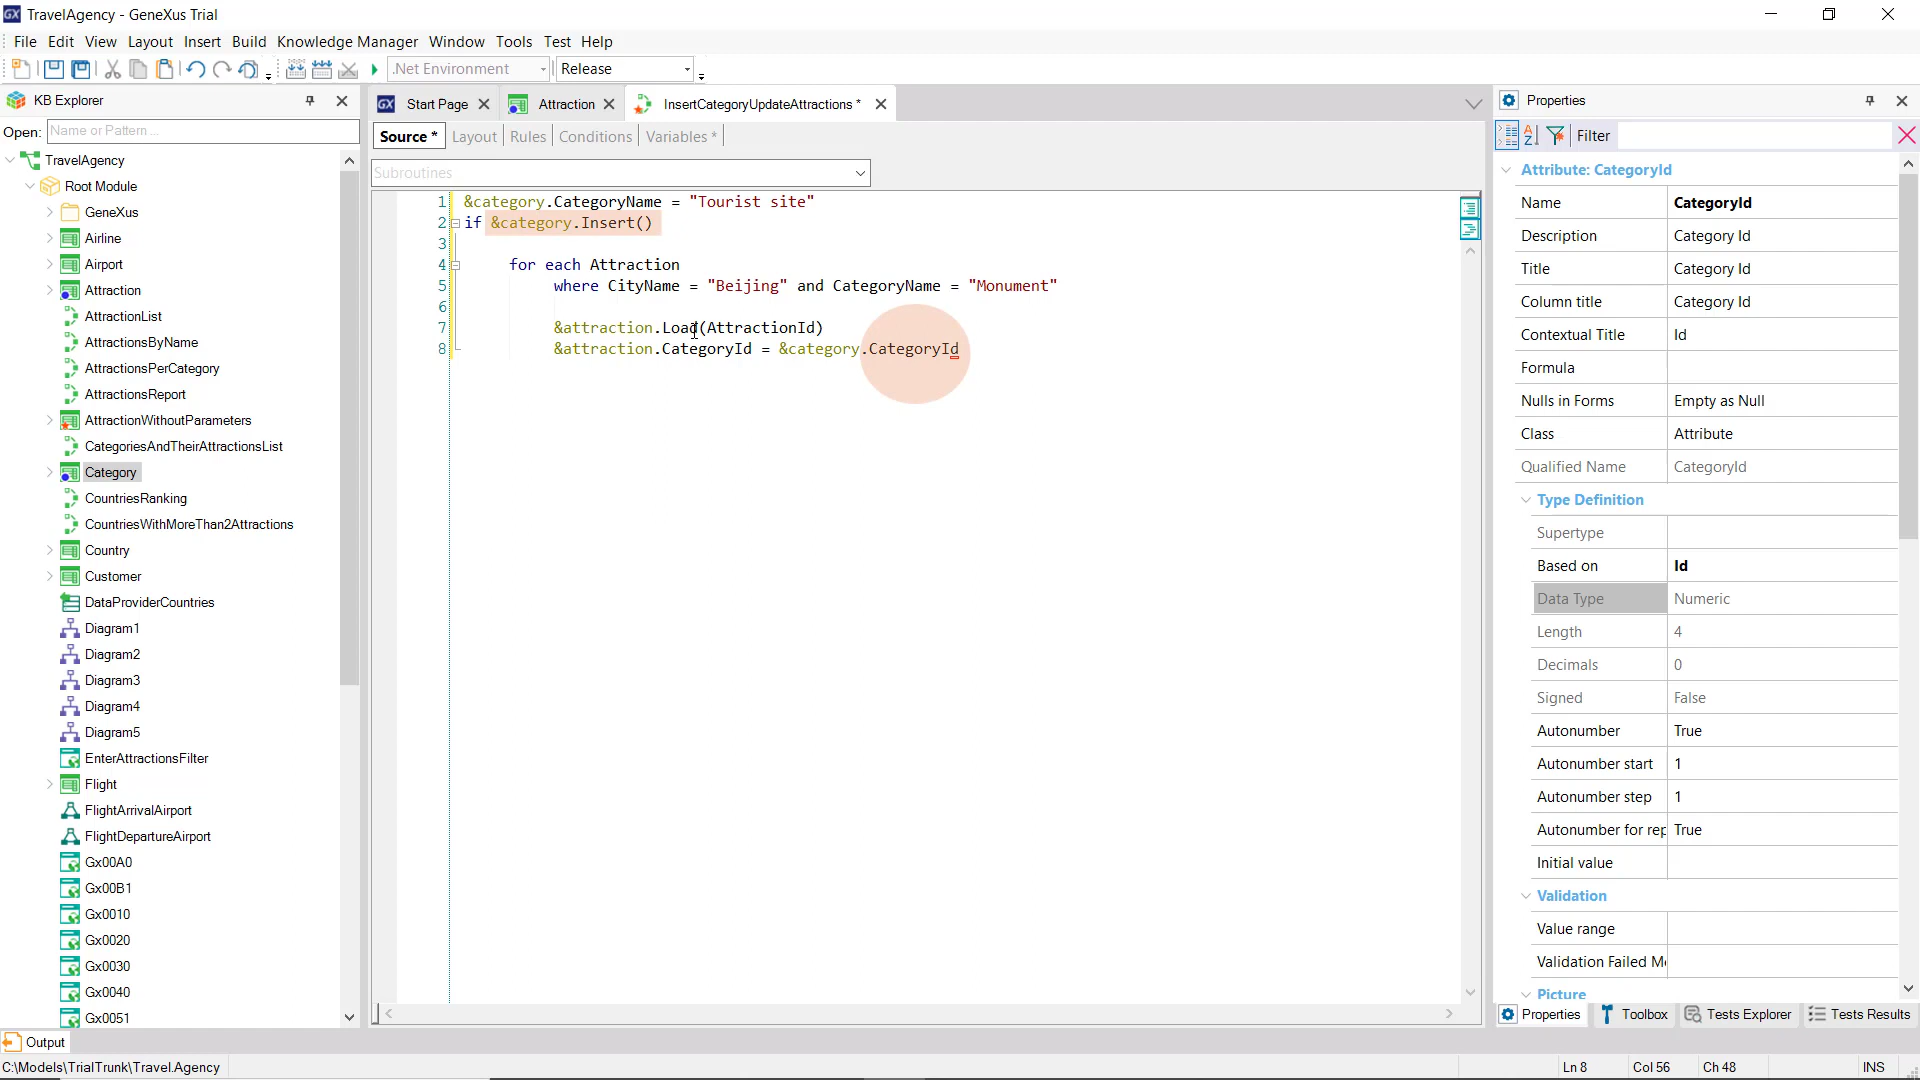 TravelAgency - GeneXus Trial
File Edit View Layout Insert Build Knowledge Manager Window Tools Test Help
.Net Environment Release
KB Explorer
Open: Name or Pattern ...
TravelAgency
Root Module
GeneXus
Airline
Airport
Attraction
AttractionList
AttractionsByName
AttractionsPerCategory
AttractionsReport
AttractionWithoutParameters
CategoriesAndTheirAttractionsList
Category
CountriesRanking
CountriesWithMoreThan2Attractions
Country
Customer
DataProviderCountries
Diagram1
Diagram2
Diagram3
Diagram4
Diagram5
EnterAttractionsFilter
Flight
FlightArrivalAirport
FlightDepartureAirport
Gx00A0
Gx00B1
Gx0010
Gx0020
Gx0030
Gx0040
Gx0051
Start Page Attraction InsertCategoryUpdateAttractions *
Source * Layout Rules Conditions Variables *
Subroutines
1 &category.CategoryName = "Tourist site"
2 if &category.Insert()
3
4 for each Attraction
5 where CityName = "Beijing" and CategoryName = "Monument"
6
7 &attraction.Load(AttractionId)
8 &attraction.CategoryId = &category.CategoryId
Properties
Filter
Attribute: CategoryId
Name CategoryId
Description Category Id
Title Category Id
Column title Category Id
Contextual Title Id
Formula
Nulls in Forms Empty as Null
Class Attribute
Qualified Name CategoryId
Type Definition
Supertype
Based on Id
Data Type Numeric
Length 4
Decimals 0
Signed False
Autonumber True
Autonumber start 1
Autonumber step 1
Autonumber for rep True
Initial value
Validation
Value range
Validation Failed M
Picture
Properties Toolbox Tests Explorer Tests Results
Output
C:\Models\TrialTrunk\Travel.Agency Ln 8 Col 56 Ch 48 INS